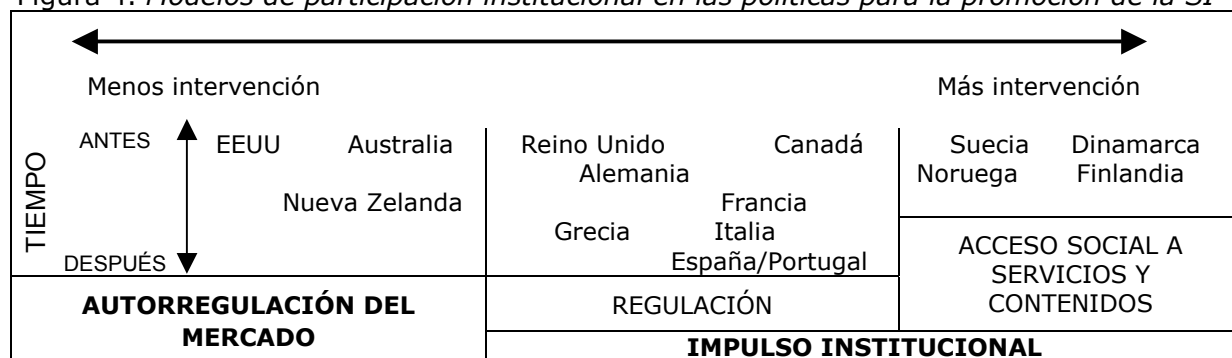 Figura 4. Modelos de participación institucional en las políticas para la promoción de la SI
Menos intervención Más intervención
TIEMPO
ANTES EEUU Australia Reino Unido Canadá Suecia Dinamarca
Alemania Noruega Finlandia
Nueva Zelanda Francia
Grecia Italia
DESPUÉS España/Portugal
ACCESO SOCIAL A
SERVICIOS Y
CONTENIDOS
AUTORREGULACIÓN DEL
MERCADO
REGULACIÓN
IMPULSO INSTITUCIONAL